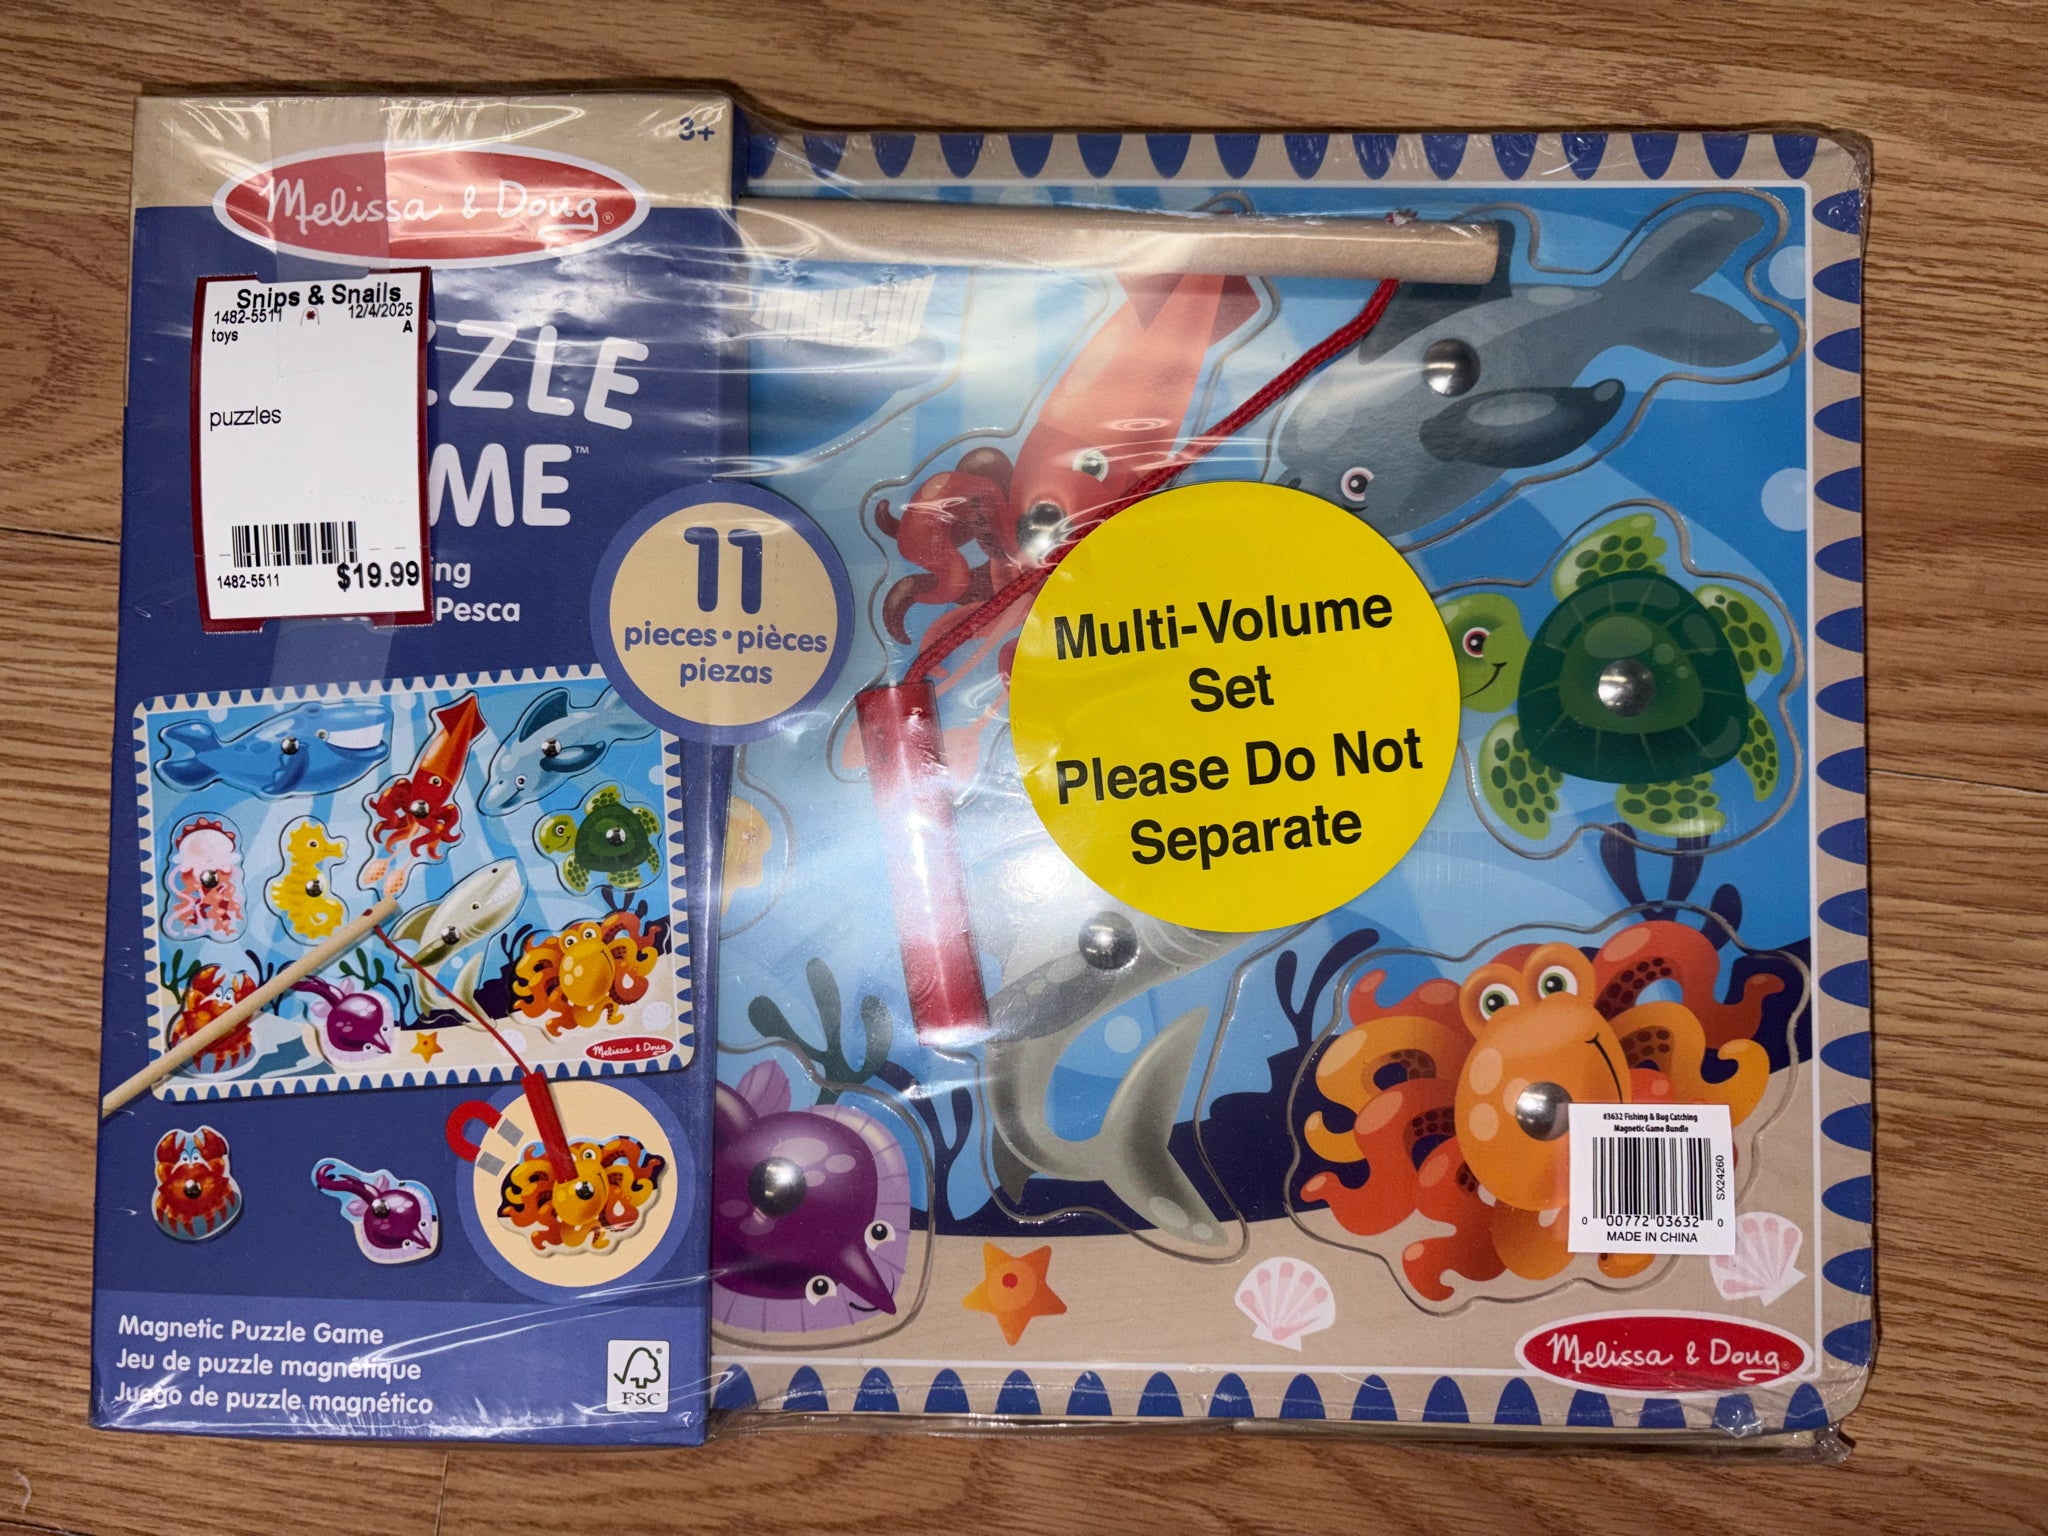 3+
Melissa & Doug®
Snips & Snails
1482-5511 12/4/2025
toys A
puzzles
1482-5511 $19.99
ZZLE
ME™
ing
Pesca
11
pieces • pièces
piezas
Melissa & Doug
Magnetic Puzzle Game
Jeu de puzzle magnétique
Juego de puzzle magnético
FSC
Multi-Volume
Set
Please Do Not
Separate
#3632 Fishing & Bug Catching
Magnetic Game Bundle
SX24260
0 00772 03632 0
MADE IN CHINA
Melissa & Doug®